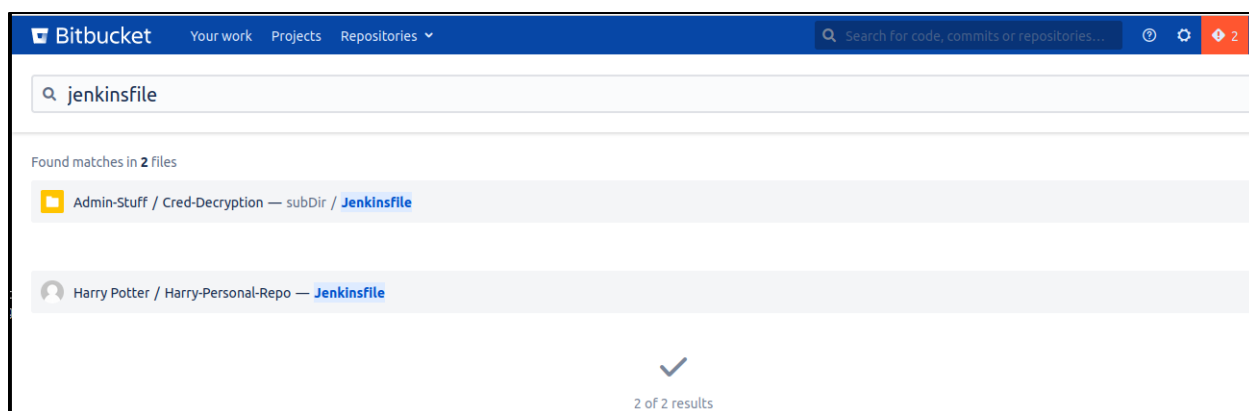 Bitbucket Your work Projects Repositories Search for code, commits or repositories... 2
jenkinsfile
Found matches in 2 files
Admin-Stuff / Cred-Decryption — subDir / Jenkinsfile
Harry Potter / Harry-Personal-Repo — Jenkinsfile
2 of 2 results